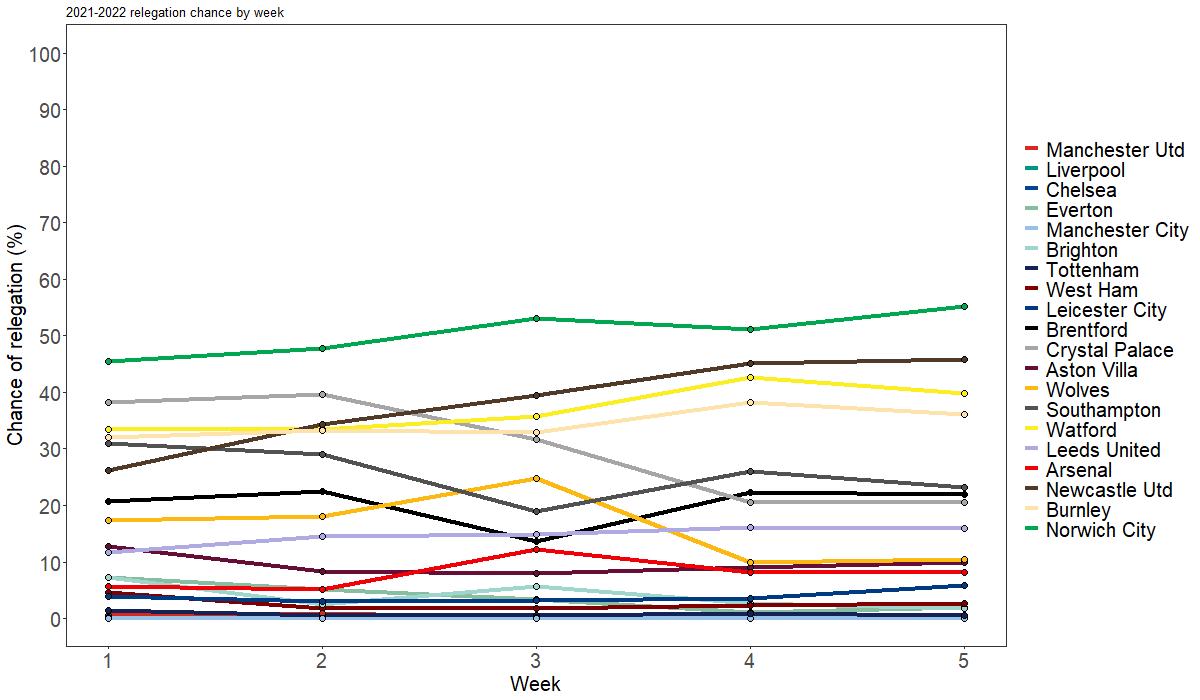 2021-2022 relegation chance by week
Chance of relegation (%)
100
90
80
70
60
50
40
30
20
10
0
1 2 3 4 5
Week
Manchester Utd
Liverpool
Chelsea
Everton
Manchester City
Brighton
Tottenham
West Ham
Leicester City
Brentford
Crystal Palace
Aston Villa
Wolves
Southampton
Watford
Leeds United
Arsenal
Newcastle Utd
Burnley
Norwich City